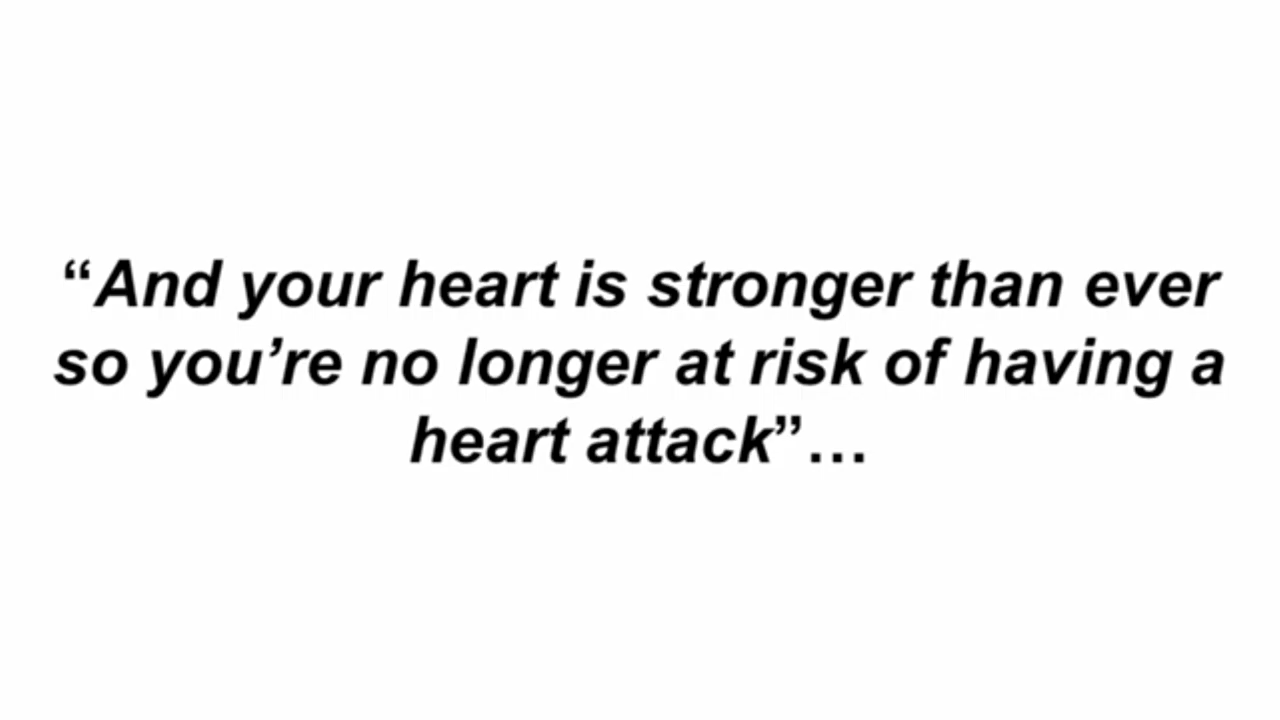 “And your heart is stronger than ever
so you’re no longer at risk of having a
heart attack”...